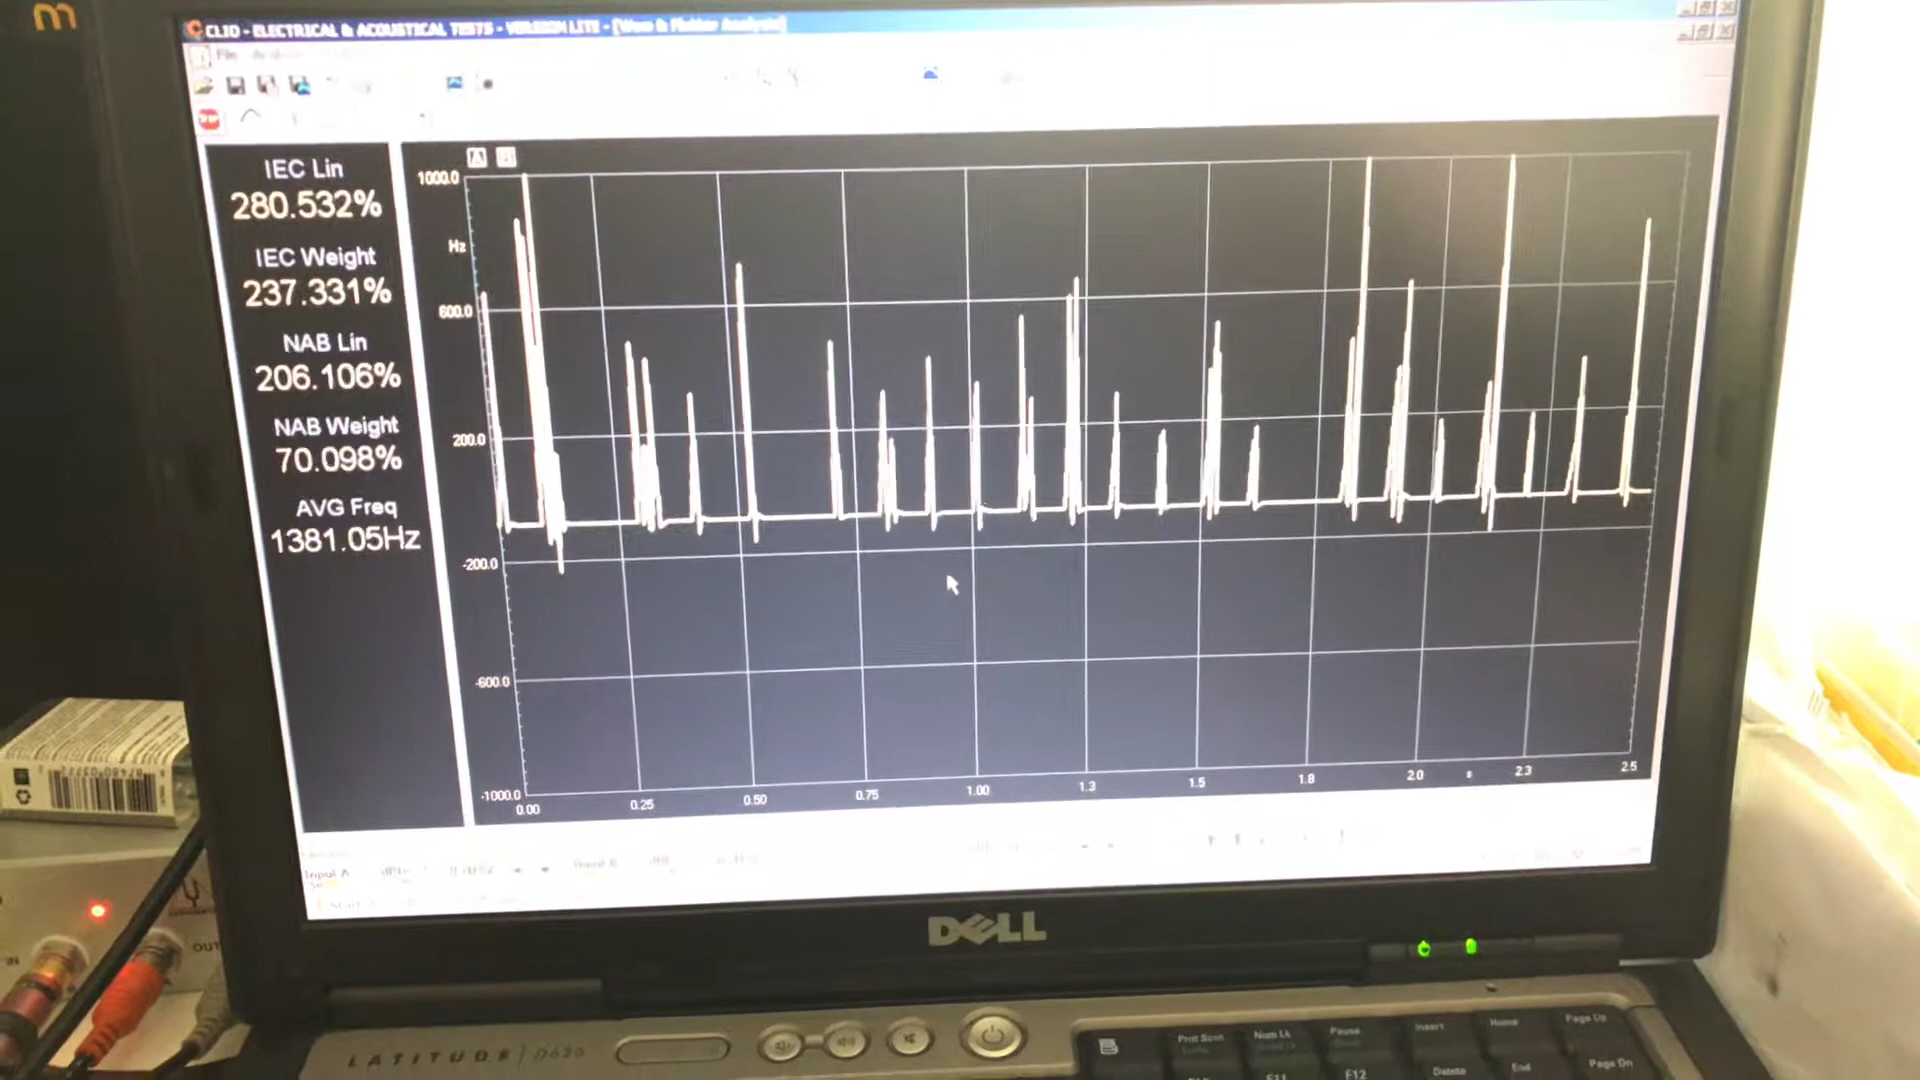 m
CLIO - ELECTRICAL & ACOUSTICAL TESTS - VERSION LITE - [Wow & Flutter Analysis]
File
IEC Lin
280.532%
IEC Weight
237.331%
NAB Lin
206.106%
NAB Weight
70.098%
AVG Freq
1381.05Hz
A B
1000.0
Hz
600.0
200.0
-200.0
-600.0
-1000.0
0.00 0.25 0.50 0.75 1.00 1.3 1.5 1.8 2.0 s 2.3 2.5
Input A
Input B
Start
DELL
LATITUDE D620
IN
OUT
Prnt Scrn
Num Lk
Pause
Insert
Home
Page Up
F11
F12
Delete
End
Page Dn